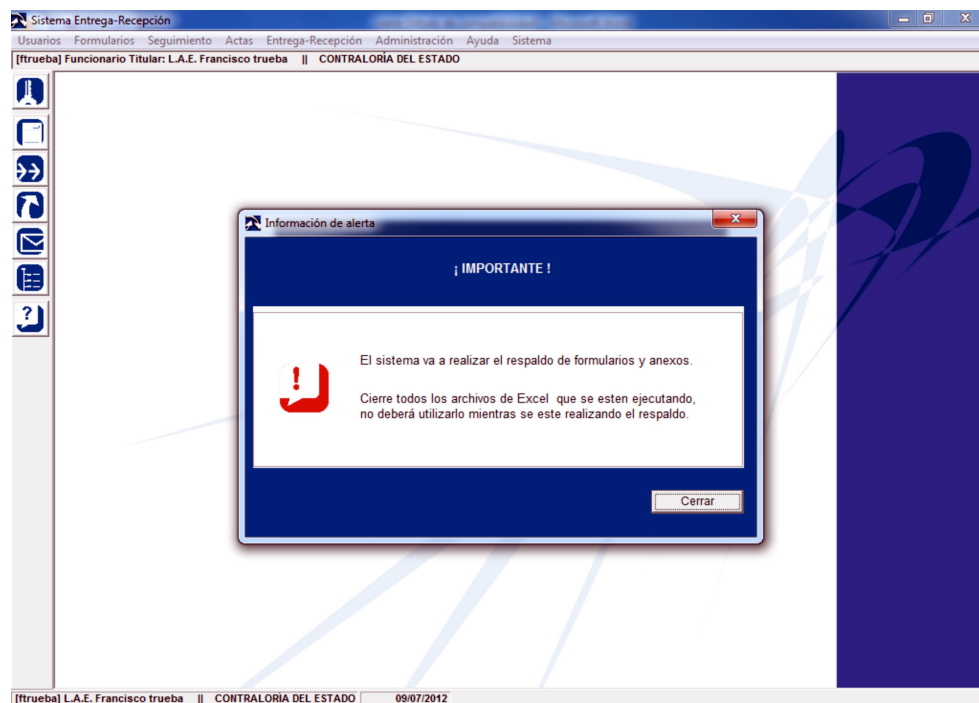 Sistema Entrega-Recepción
Usuarios Formularios Seguimiento Actas Entrega-Recepción Administración Ayuda Sistema
[ftrueba] Funcionario Titular: L.A.E. Francisco trueba || CONTRALORÍA DEL ESTADO
Información de alerta
¡ IMPORTANTE !
El sistema va a realizar el respaldo de formularios y anexos.
Cierre todos los archivos de Excel que se esten ejecutando,
no deberá utilizarlo mientras se este realizando el respaldo.
Cerrar
[ftrueba] L.A.E. Francisco trueba || CONTRALORÍA DEL ESTADO 09/07/2012